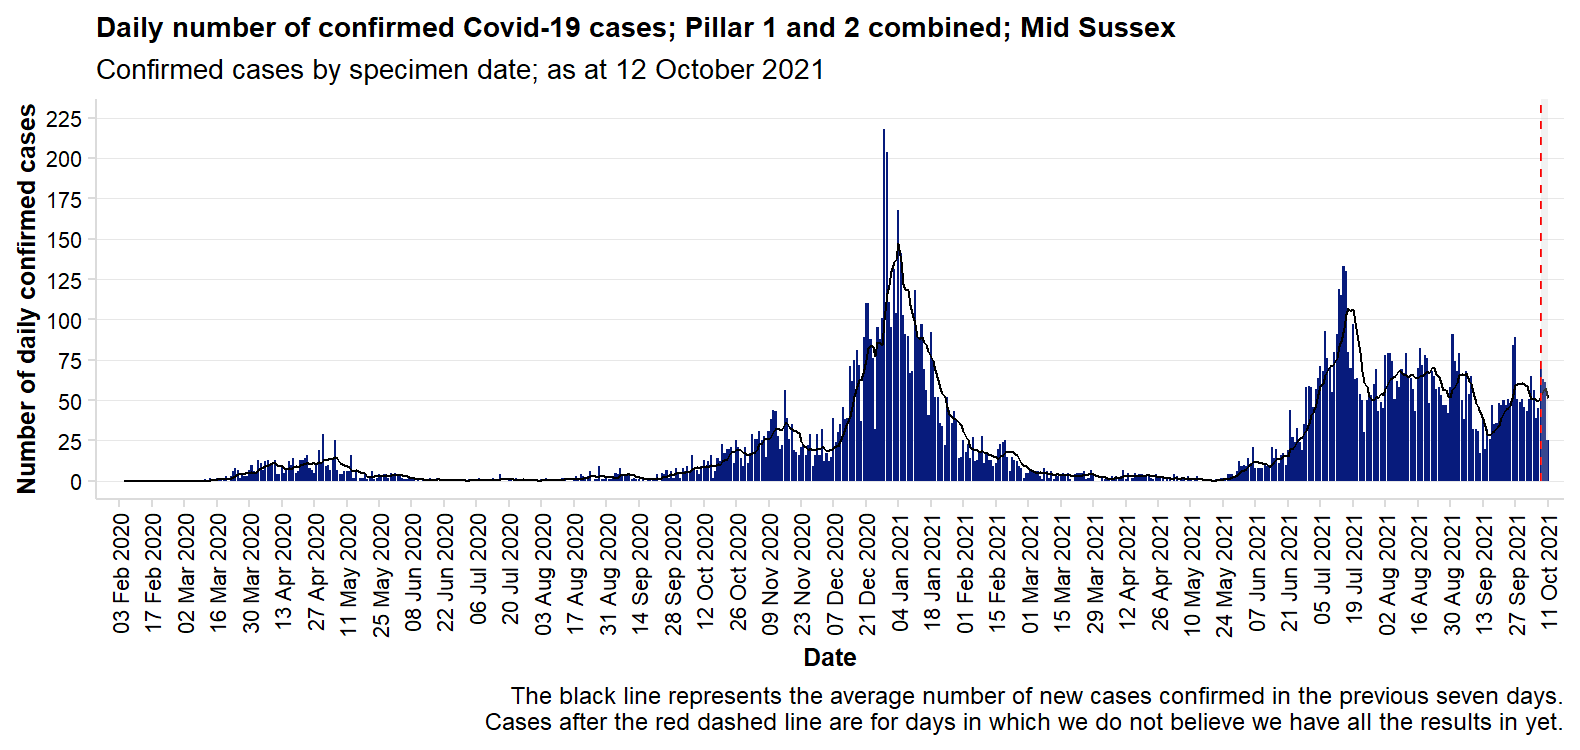 Daily number of confirmed Covid-19 cases; Pillar 1 and 2 combined; Mid Sussex
Confirmed cases by specimen date; as at 12 October 2021
Number of daily confirmed cases
225
200
175
150
125
100
75
50
25
0
03 Feb 2020
17 Feb 2020
02 Mar 2020
16 Mar 2020
30 Mar 2020
13 Apr 2020
27 Apr 2020
11 May 2020
25 May 2020
08 Jun 2020
22 Jun 2020
06 Jul 2020
20 Jul 2020
03 Aug 2020
17 Aug 2020
31 Aug 2020
14 Sep 2020
28 Sep 2020
12 Oct 2020
26 Oct 2020
09 Nov 2020
23 Nov 2020
07 Dec 2020
21 Dec 2020
04 Jan 2021
18 Jan 2021
01 Feb 2021
15 Feb 2021
01 Mar 2021
15 Mar 2021
29 Mar 2021
12 Apr 2021
26 Apr 2021
10 May 2021
24 May 2021
07 Jun 2021
21 Jun 2021
05 Jul 2021
19 Jul 2021
02 Aug 2021
16 Aug 2021
30 Aug 2021
13 Sep 2021
27 Sep 2021
11 Oct 2021
Date
The black line represents the average number of new cases confirmed in the previous seven days.
Cases after the red dashed line are for days in which we do not believe we have all the results in yet.